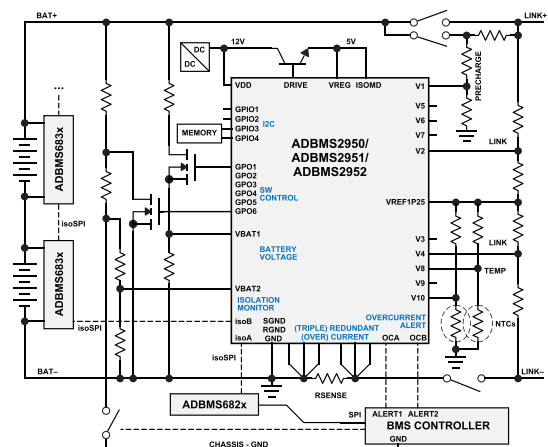 BAT+
LINK+
12V
5V
DC
DC
...
VDD
DRIVE
VREG
ISOMD
V1
PRECHARGE
GPIO1
GPIO2
I2C
GPIO3
GPIO4
MEMORY
V5
V6
V7
ADBMS2950/
ADBMS2951/
ADBMS2952
V2
LINK
ADBMS683x
GPO1
GPO2
GPO3
SW
CONTROL
GPO4
GPO5
GPO6
VREF1P25
isoSPI
VBAT1
BATTERY
VOLTAGE
V3
LINK
V4
V8
TEMP
V9
V10
ADBMS683x
VBAT2
ISOLATION
MONITOR
isoB
isoA
isoSPI
SGND
RGND
GND
(TRIPLE) REDUNDANT
(OVER) CURRENT
OVERCURRENT
ALERT
OCA
OCB
NTCs
isoSPI
BAT–
RSENSE
LINK–
ADBMS682x
SPI
ALERT1
ALERT2
BMS CONTROLLER
CHASSIS - GND
GND